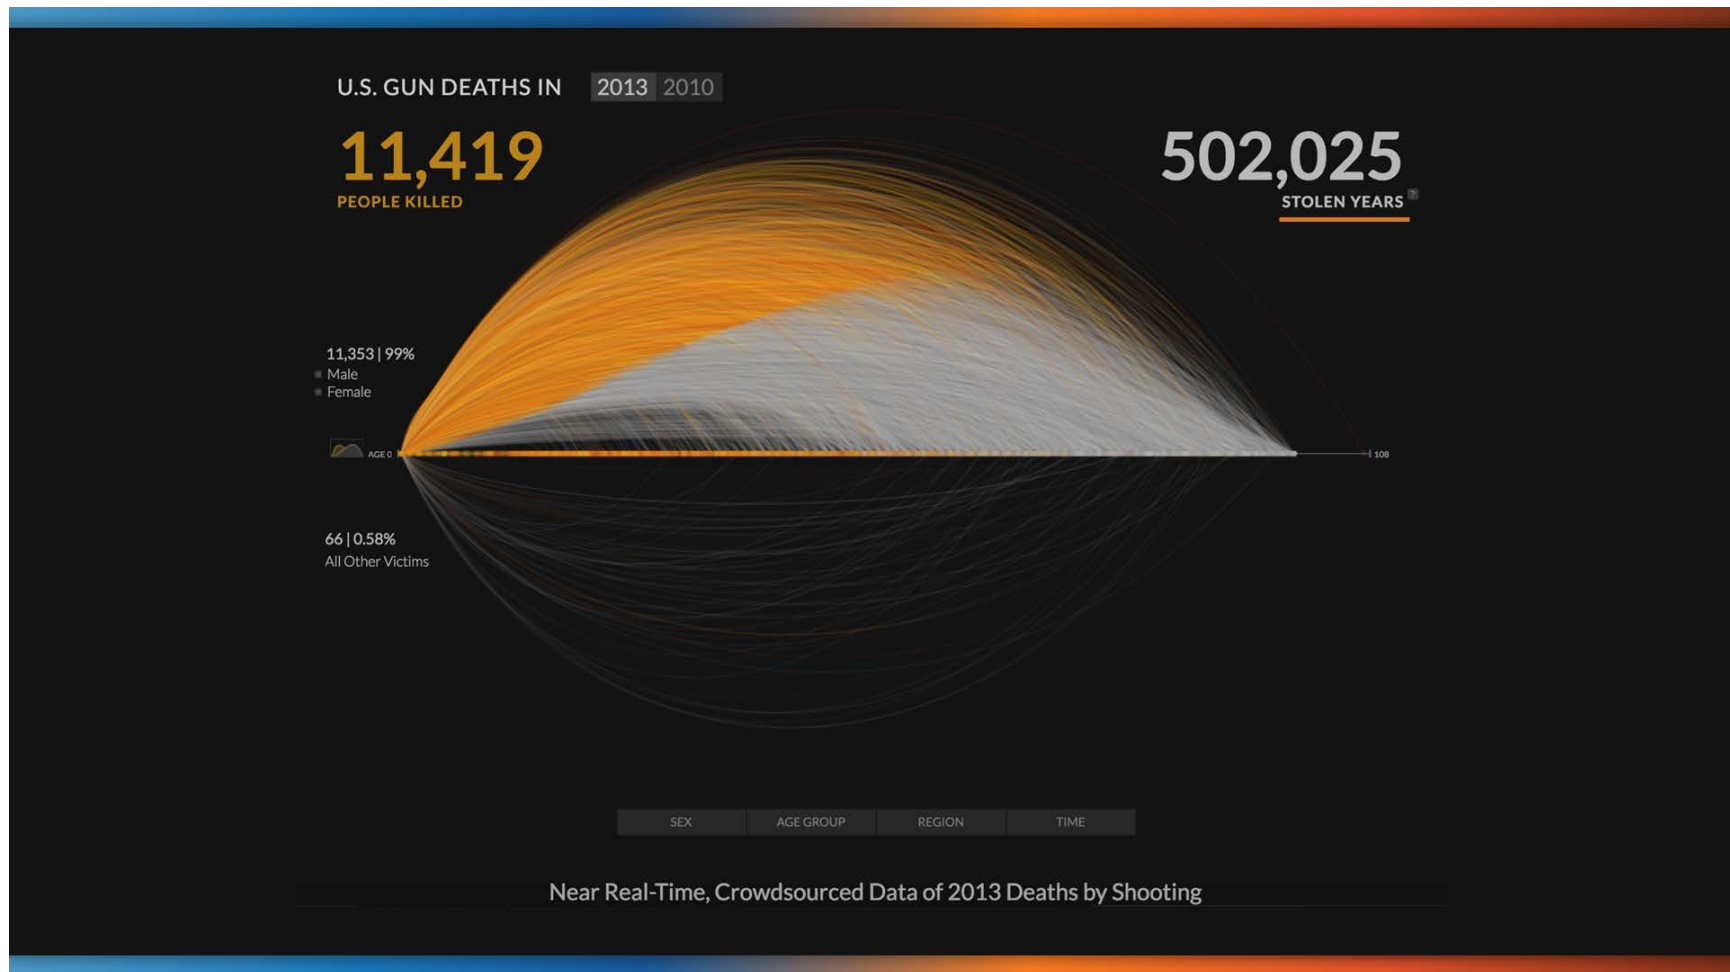 U.S. GUN DEATHS IN 2013 2010
11,419
PEOPLE KILLED
502,025
STOLEN YEARS ?
11,353 | 99%
Male
Female
AGE 0
108
66 | 0.58%
All Other Victims
SEX AGE GROUP REGION TIME
Near Real-Time, Crowdsourced Data of 2013 Deaths by Shooting